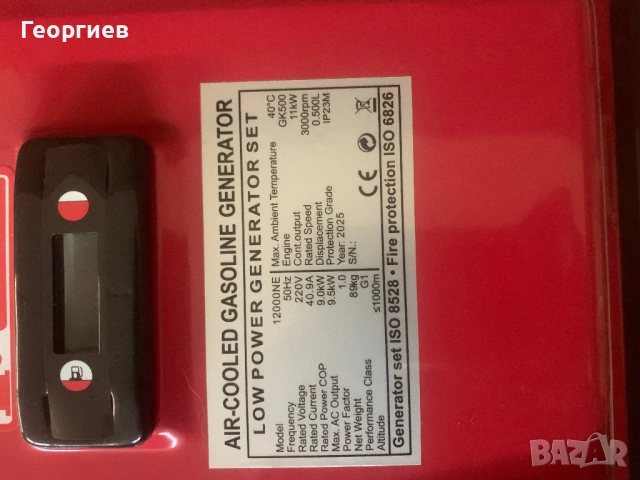 Георгиев
AIR-COOLED GASOLINE GENERATOR
LOW POWER GENERATOR SET
Model 12000NE
Frequency 50Hz
Rated Voltage 220V
Rated Current 40.9A
Rated Power COP 9.0kW
Max. AC Output 9.5kW
Power Factor 1.0
Net Weight 89kg
Performance Class G1
Altitude ≤1000m
Max. Ambient Temperature 40°C
Engine GK500
Cont.output 11kW
Rated Speed 3000rpm
Displacement 0.500L
Protection Grade IP23M
Year: 2025
S/N.:
CE
Generator set ISO 8528 • Fire protection ISO 6826
BAZAR